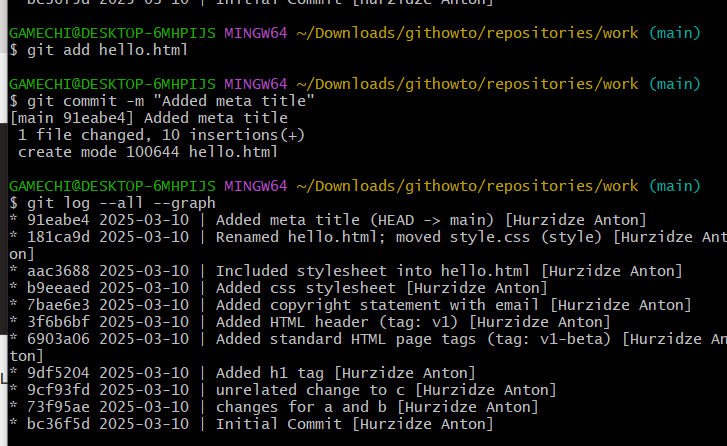 * bc36f5d 2025-03-10 | Initial Commit [Hurzidze Anton]
GAMECHI@DESKTOP-6MHPIJS MINGW64 ~/Downloads/githowto/repositories/work (main)
$ git add hello.html
GAMECHI@DESKTOP-6MHPIJS MINGW64 ~/Downloads/githowto/repositories/work (main)
$ git commit -m "Added meta title"
[main 91eabe4] Added meta title
1 file changed, 10 insertions(+)
create mode 100644 hello.html
GAMECHI@DESKTOP-6MHPIJS MINGW64 ~/Downloads/githowto/repositories/work (main)
$ git log --all --graph
* 91eabe4 2025-03-10 | Added meta title (HEAD -> main) [Hurzidze Anton]
* 181ca9d 2025-03-10 | Renamed hello.html; moved style.css (style) [Hurzidze Ant
on]
* aac3688 2025-03-10 | Included stylesheet into hello.html [Hurzidze Anton]
* b9eeaed 2025-03-10 | Added css stylesheet [Hurzidze Anton]
* 7bae6e3 2025-03-10 | Added copyright statement with email [Hurzidze Anton]
* 3f6b6bf 2025-03-10 | Added HTML header (tag: v1) [Hurzidze Anton]
* 6903a06 2025-03-10 | Added standard HTML page tags (tag: v1-beta) [Hurzidze An
ton]
* 9df5204 2025-03-10 | Added h1 tag [Hurzidze Anton]
* 9cf93fd 2025-03-10 | unrelated change to c [Hurzidze Anton]
* 73f95ae 2025-03-10 | changes for a and b [Hurzidze Anton]
* bc36f5d 2025-03-10 | Initial Commit [Hurzidze Anton]